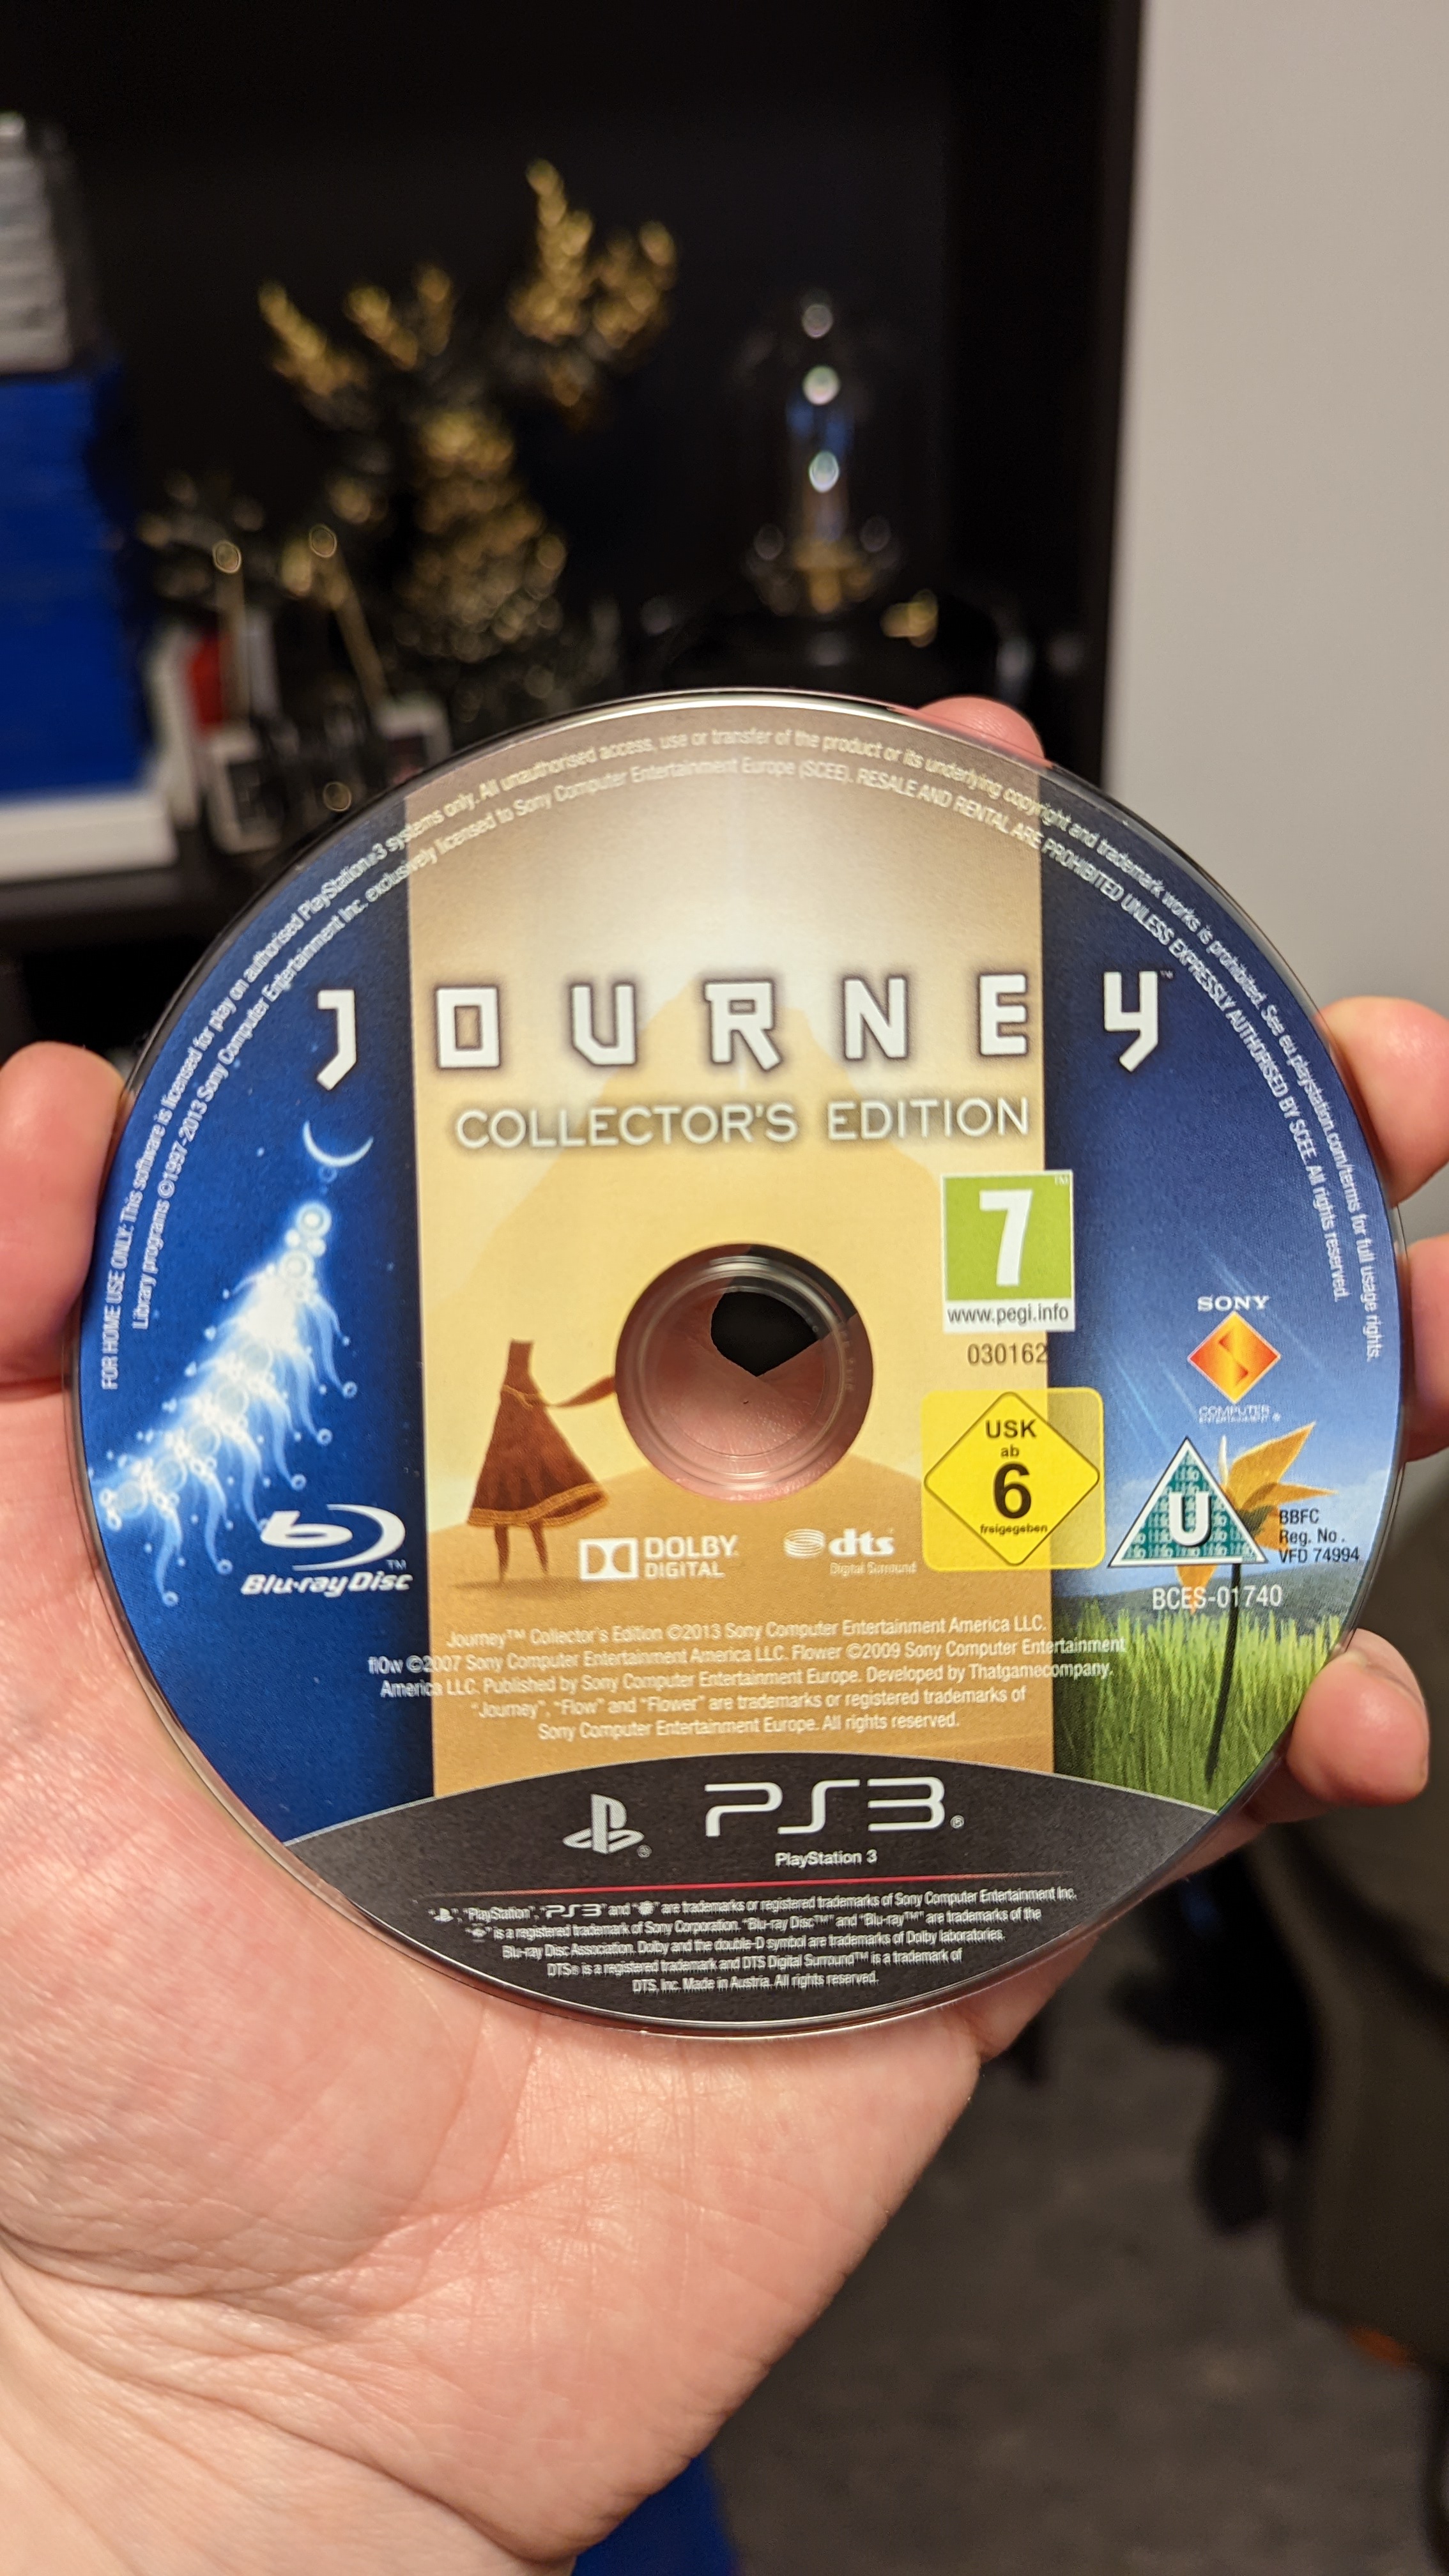 FOR HOME USE ONLY: This software is licensed for play on authorised PlayStation®3 systems only. All unauthorised access, use or transfer of the product or its underlying copyright and trademark works is prohibited. See eu.playstation.com/terms for full usage rights.
Library programs ©1997-2013 Sony Computer Entertainment Inc. exclusively licensed to Sony Computer Entertainment Europe (SCEE). RESALE AND RENTAL ARE PROHIBITED UNLESS EXPRESSLY AUTHORISED BY SCEE. All rights reserved.
JOURNEY™
COLLECTOR'S EDITION
7™
www.pegi.info
030162
SONY
COMPUTER
ENTERTAINMENT®
USK
ab
6
freigegeben
U
BBFC
Reg. No.
VFD 74994
BCES-01740
Blu-ray Disc™
DOLBY
DIGITAL
dts
Digital Surround
Journey™ Collector's Edition ©2013 Sony Computer Entertainment America LLC.
flOw ©2007 Sony Computer Entertainment America LLC. Flower ©2009 Sony Computer Entertainment
America LLC. Published by Sony Computer Entertainment Europe. Developed by Thatgamecompany.
"Journey", "Flow" and "Flower" are trademarks or registered trademarks of
Sony Computer Entertainment Europe. All rights reserved.
PS3®
PlayStation 3
" ", "PlayStation", "PS3" and " " are trademarks or registered trademarks of Sony Computer Entertainment Inc.
" " is a registered trademark of Sony Corporation. "Blu-ray Disc™" and "Blu-ray™" are trademarks of the
Blu-ray Disc Association. Dolby and the double-D symbol are trademarks of Dolby laboratories.
DTS® is a registered trademark and DTS Digital Surround™ is a trademark of
DTS, Inc. Made in Austria. All rights reserved.